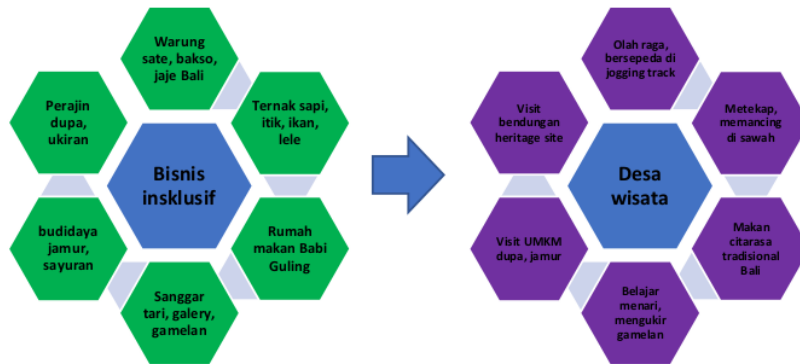 Warung
sate, bakso,
jaje Bali
Ternak sapi,
itik, ikan,
lele
Rumah
makan Babi
Guling
Sanggar
tari, galery,
gamelan
budidaya
jamur,
sayuran
Perajin
dupa,
ukiran
Bisnis
insklusif
Olah raga,
bersepeda di
jogging track
Metekap,
memancing
di sawah
Makan
citarasa
tradisional
Bali
Belajar
menari,
mengukir
gamelan
Visit UMKM
dupa, jamur
Visit
bendungan
heritage site
Desa
wisata